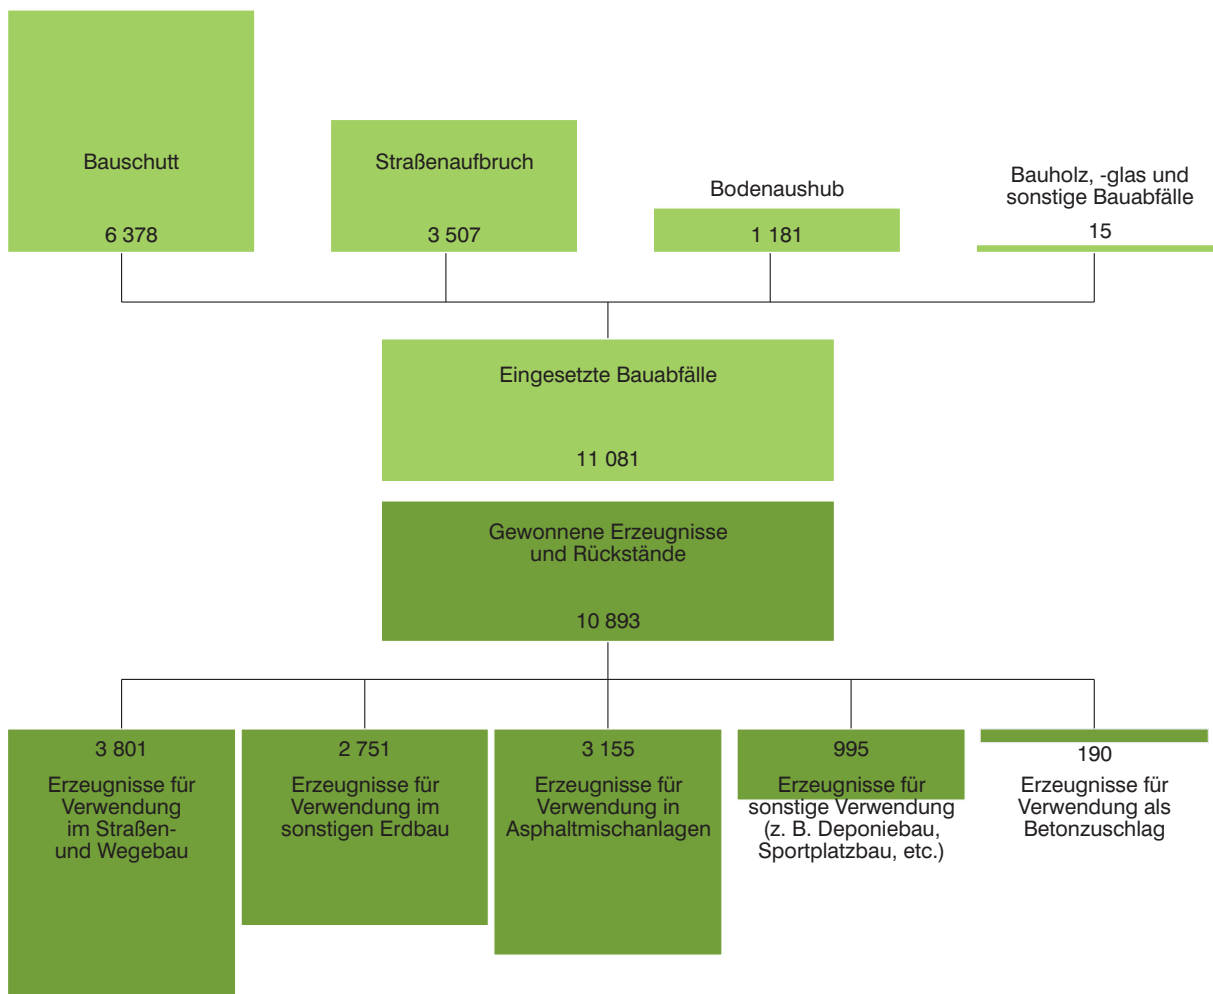 Bauschutt
6 378
Straßenaufbruch
3 507
Bodenaushub
1 181
Bauholz, -glas und
sonstige Bauabfälle
15
Eingesetzte Bauabfälle
11 081
Gewonnene Erzeugnisse
und Rückstände
10 893
3 801
Erzeugnisse für
Verwendung
im Straßen-
und Wegebau
2 751
Erzeugnisse für
Verwendung im
sonstigen Erdbau
3 155
Erzeugnisse für
Verwendung in
Asphaltmischanlagen
995
Erzeugnisse für
sonstige Verwendung
(z. B. Deponiebau,
Sportplatzbau, etc.)
190
Erzeugnisse für
Verwendung als
Betonzuschlag